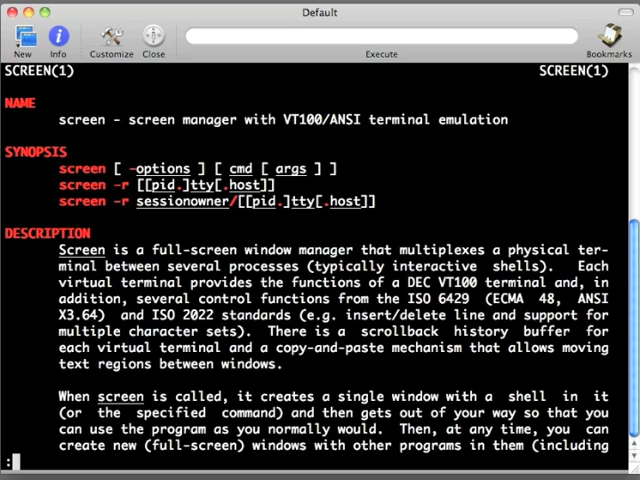 Default
New Info Customize Close Execute Bookmarks
SCREEN(1) SCREEN(1)
NAME
screen - screen manager with VT100/ANSI terminal emulation
SYNOPSIS
screen [ -options ] [ cmd [ args ] ]
screen -r [[pid.]tty[.host]]
screen -r sessionowner/[[pid.]tty[.host]]
DESCRIPTION
Screen is a full-screen window manager that multiplexes a physical ter-
minal between several processes (typically interactive shells). Each
virtual terminal provides the functions of a DEC VT100 terminal and, in
addition, several control functions from the ISO 6429 (ECMA 48, ANSI
X3.64) and ISO 2022 standards (e.g. insert/delete line and support for
multiple character sets). There is a scrollback history buffer for
each virtual terminal and a copy-and-paste mechanism that allows moving
text regions between windows.
When screen is called, it creates a single window with a shell in it
(or the specified command) and then gets out of your way so that you
can use the program as you normally would. Then, at any time, you can
create new (full-screen) windows with other programs in them (including
: